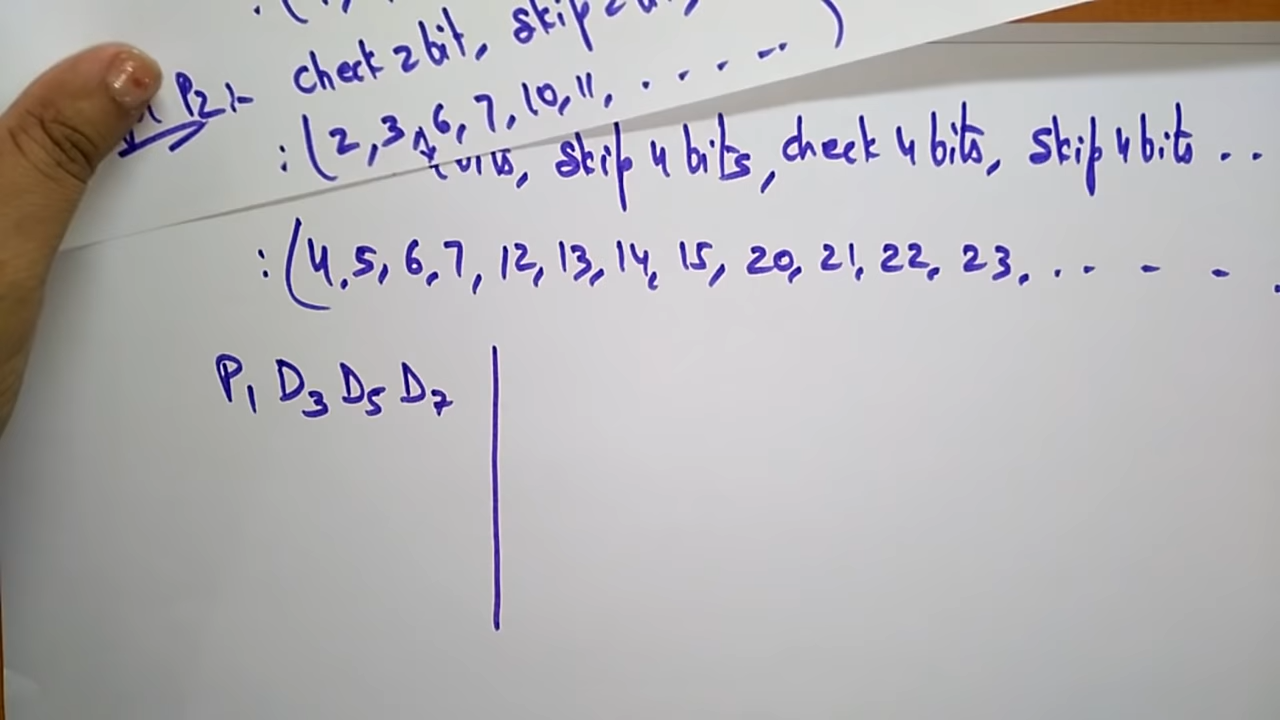 check 2 bit, skip 2
P2:-
: (2, 3, 6, 7, 10, 11, . . . . . )
bits, skip 4 bits, check 4 bits, skip 4 bits . .
: (4, 5, 6, 7, 12, 13, 14, 15, 20, 21, 22, 23, . . . - -
P1 D3 D5 D7